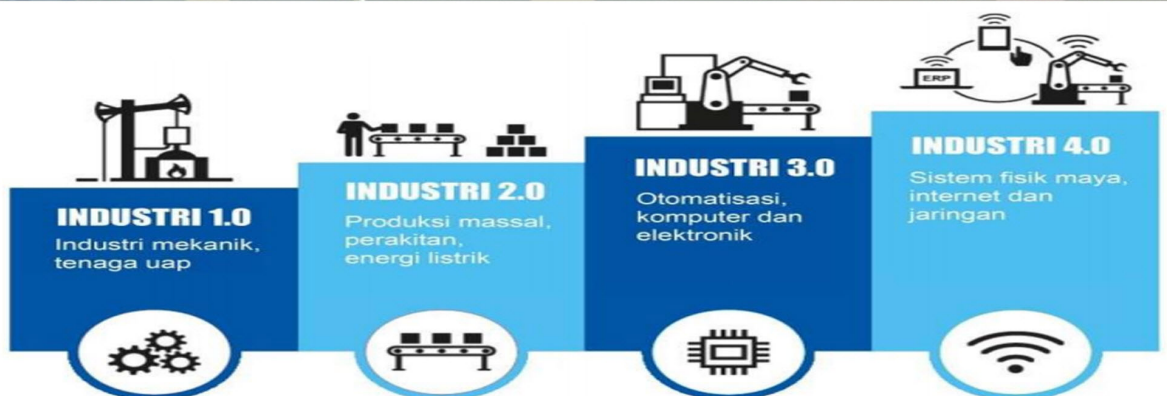 INDUSTRI 1.0
Industri mekanik,
tenaga uap
INDUSTRI 2.0
Produksi massal,
perakitan,
energi listrik
INDUSTRI 3.0
Otomatisasi,
komputer dan
elektronik
ERP
INDUSTRI 4.0
Sistem fisik maya,
internet dan
jaringan